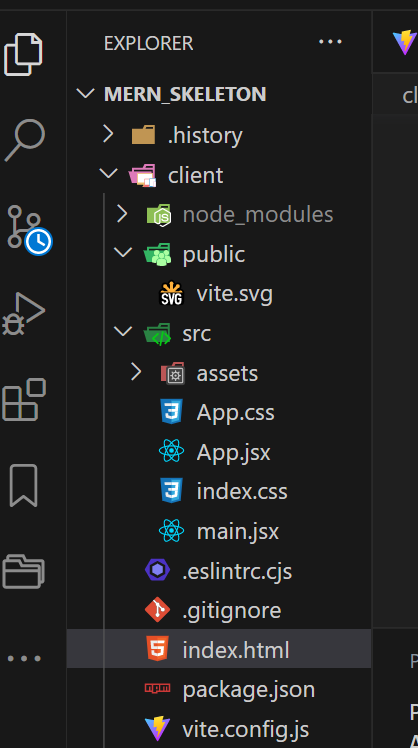 EXPLORER
MERN_SKELETON
.history
client
node_modules
public
vite.svg
src
assets
App.css
App.jsx
index.css
main.jsx
.eslintrc.cjs
.gitignore
index.html
package.json
vite.config.js